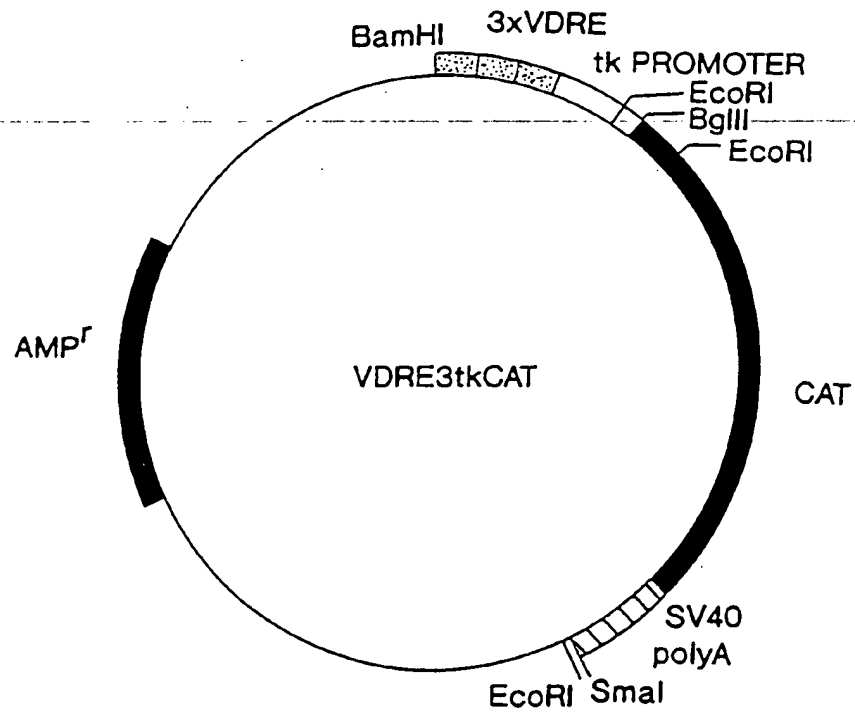 3xVDRE
BamHI
tk PROMOTER
EcoRI
BglII
EcoRI
AMPr
VDRE3tkCAT
CAT
SV40
polyA
EcoRI SmaI